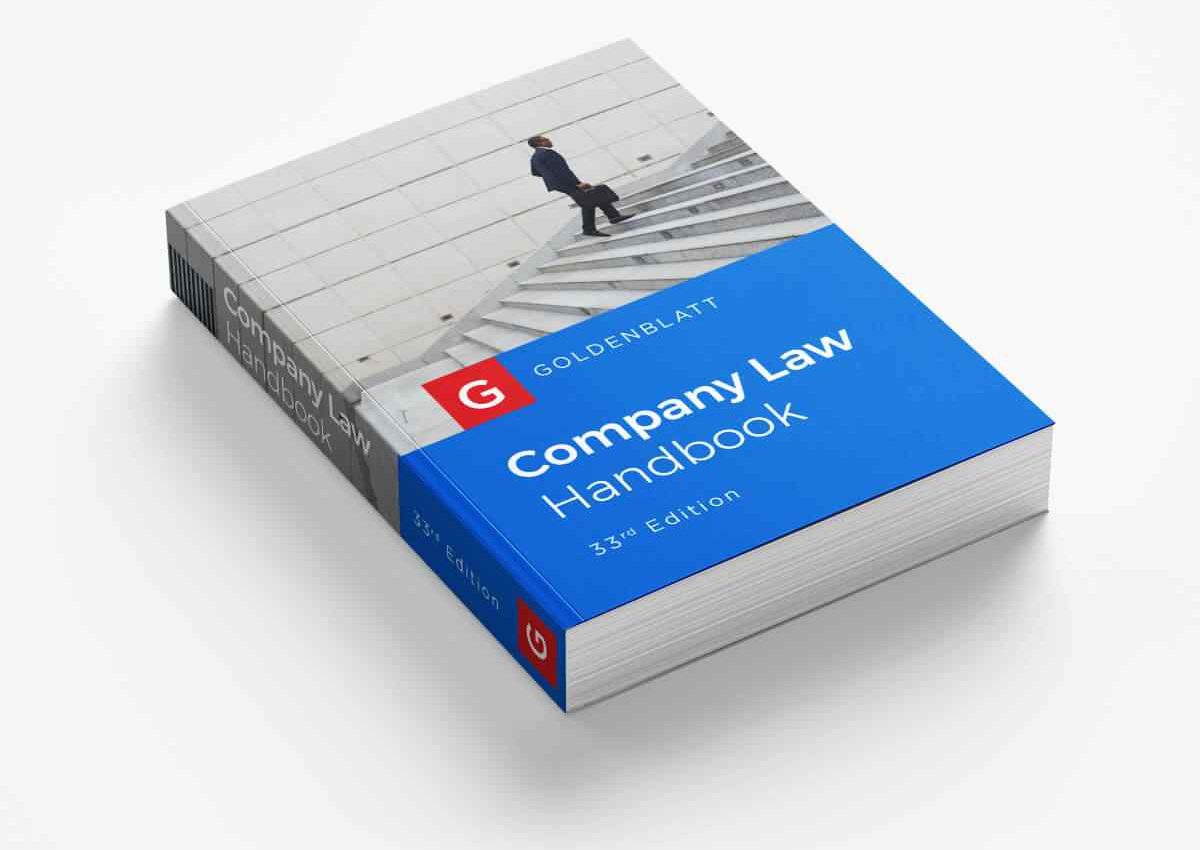 GOLDENBLATT
G
Company Law
Handbook
33rd Edition
Company Law
Handbook
33rd Edition
G